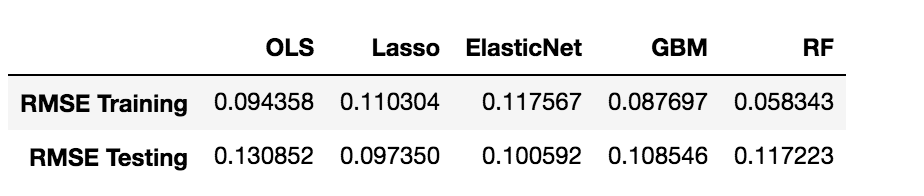 OLS Lasso ElasticNet GBM RF
RMSE Training 0.094358 0.110304 0.117567 0.087697 0.058343
RMSE Testing 0.130852 0.097350 0.100592 0.108546 0.117223